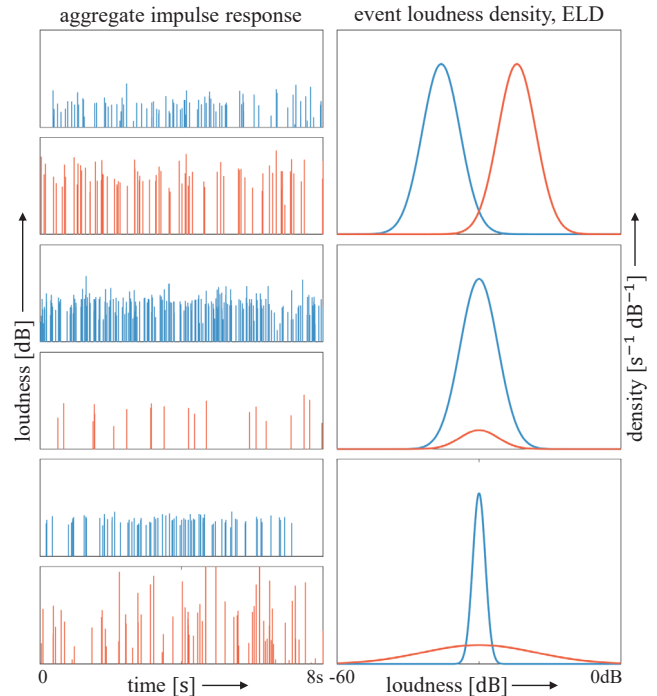 aggregate impulse response
event loudness density, ELD
loudness [dB]
density [s⁻¹ dB⁻¹]
0
8s
time [s]
-60
0dB
loudness [dB]